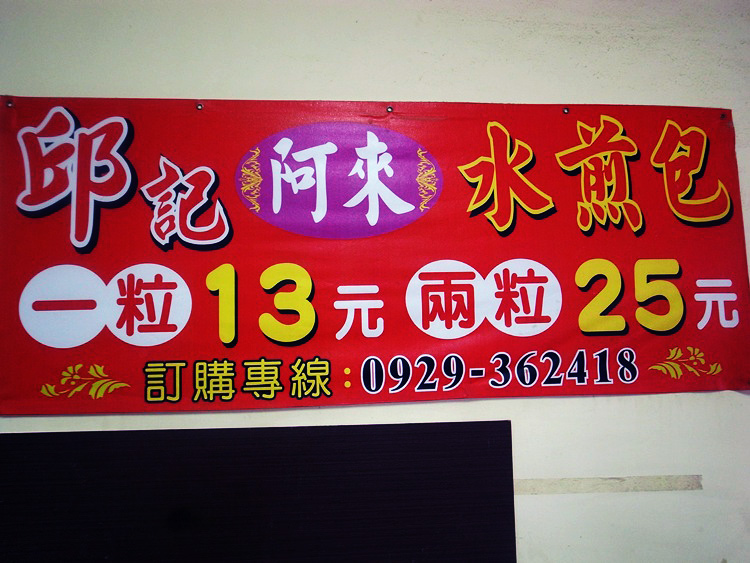 邱記 阿來 水煎包
一粒13元 兩粒25元
訂購專線:0929-362418